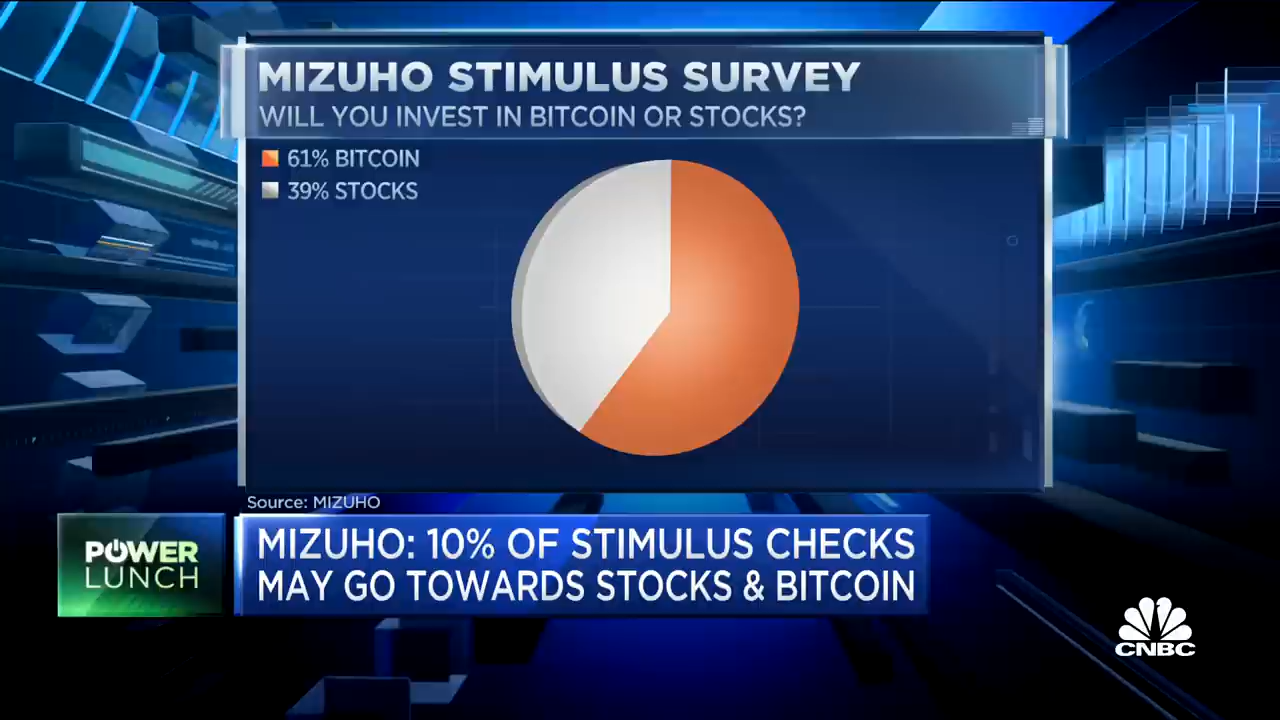 MIZUHO STIMULUS SURVEY
WILL YOU INVEST IN BITCOIN OR STOCKS?
61% BITCOIN
39% STOCKS
Source: MIZUHO
POWER
LUNCH
MIZUHO: 10% OF STIMULUS CHECKS
MAY GO TOWARDS STOCKS & BITCOIN
CNBC